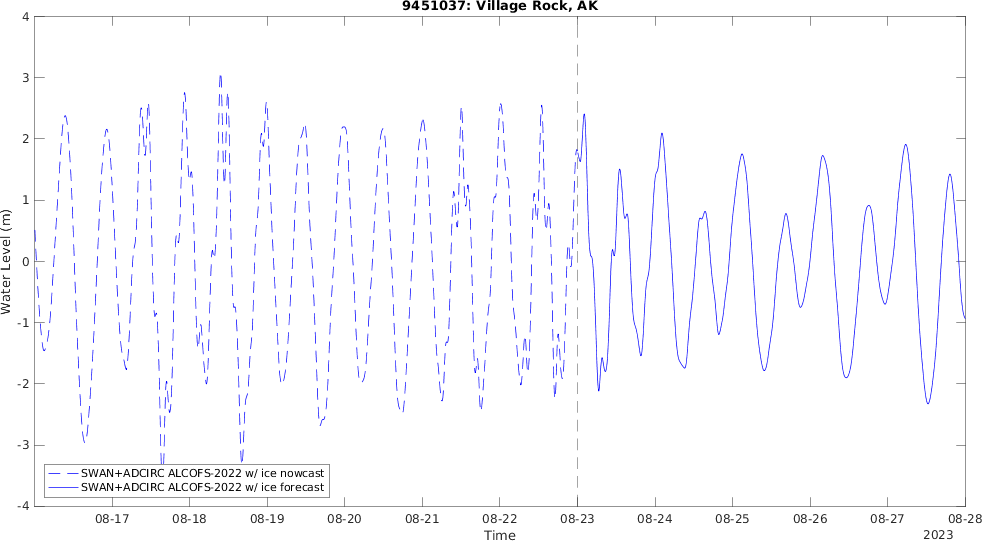 9451037: Village Rock, AK
4
3
2
1
0
-1
-2
-3
-4
Water Level (m)
SWAN+ADCIRC ALCOFS-2022 w/ ice nowcast
SWAN+ADCIRC ALCOFS-2022 w/ ice forecast
08-17 08-18 08-19 08-20 08-21 08-22 08-23 08-24 08-25 08-26 08-27 08-28
Time
2023